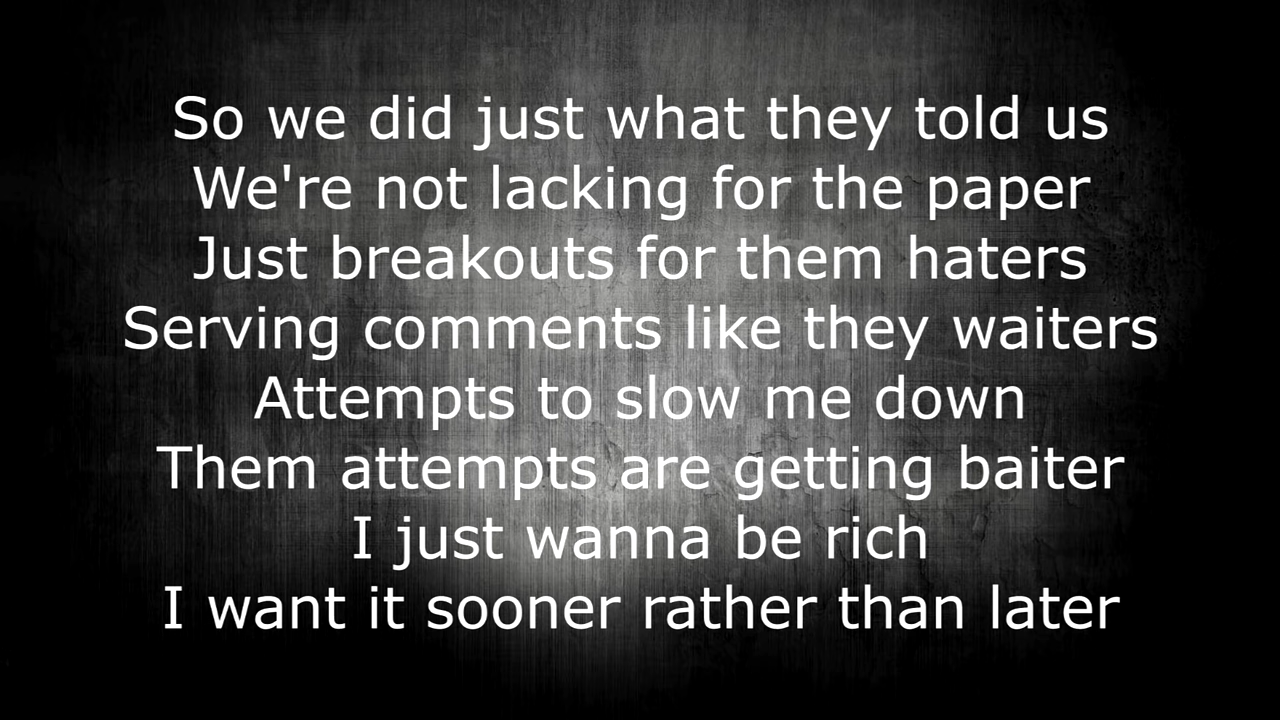 So we did just what they told us
We're not lacking for the paper
Just breakouts for them haters
Serving comments like they waiters
Attempts to slow me down
Them attempts are getting baiter
I just wanna be rich
I want it sooner rather than later